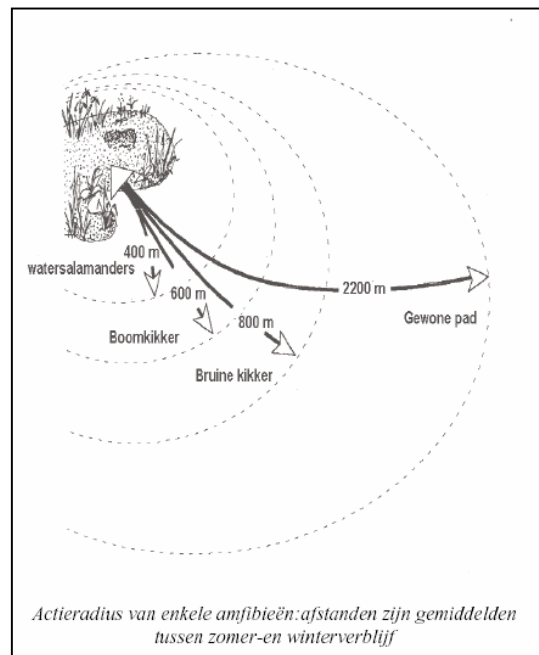 400 m
watersalamanders
600 m
2200 m
Boomkikker
800 m
Gewone pad
Bruine kikker
Actieradius van enkele amfibieën:afstanden zijn gemiddelden
tussen zomer-en winterverblijf